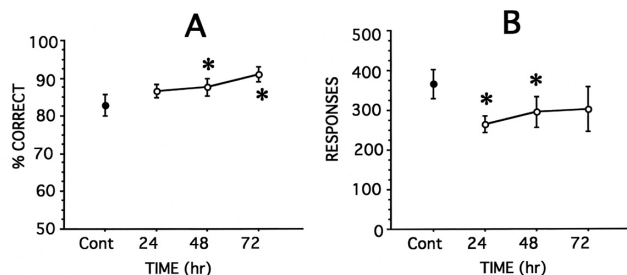 A
100
90
80
70
60
50
% CORRECT
*
*
Cont 24 48 72
TIME (hr)
B
500
400
300
200
100
0
RESPONSES
*
*
Cont 24 48 72
TIME (hr)